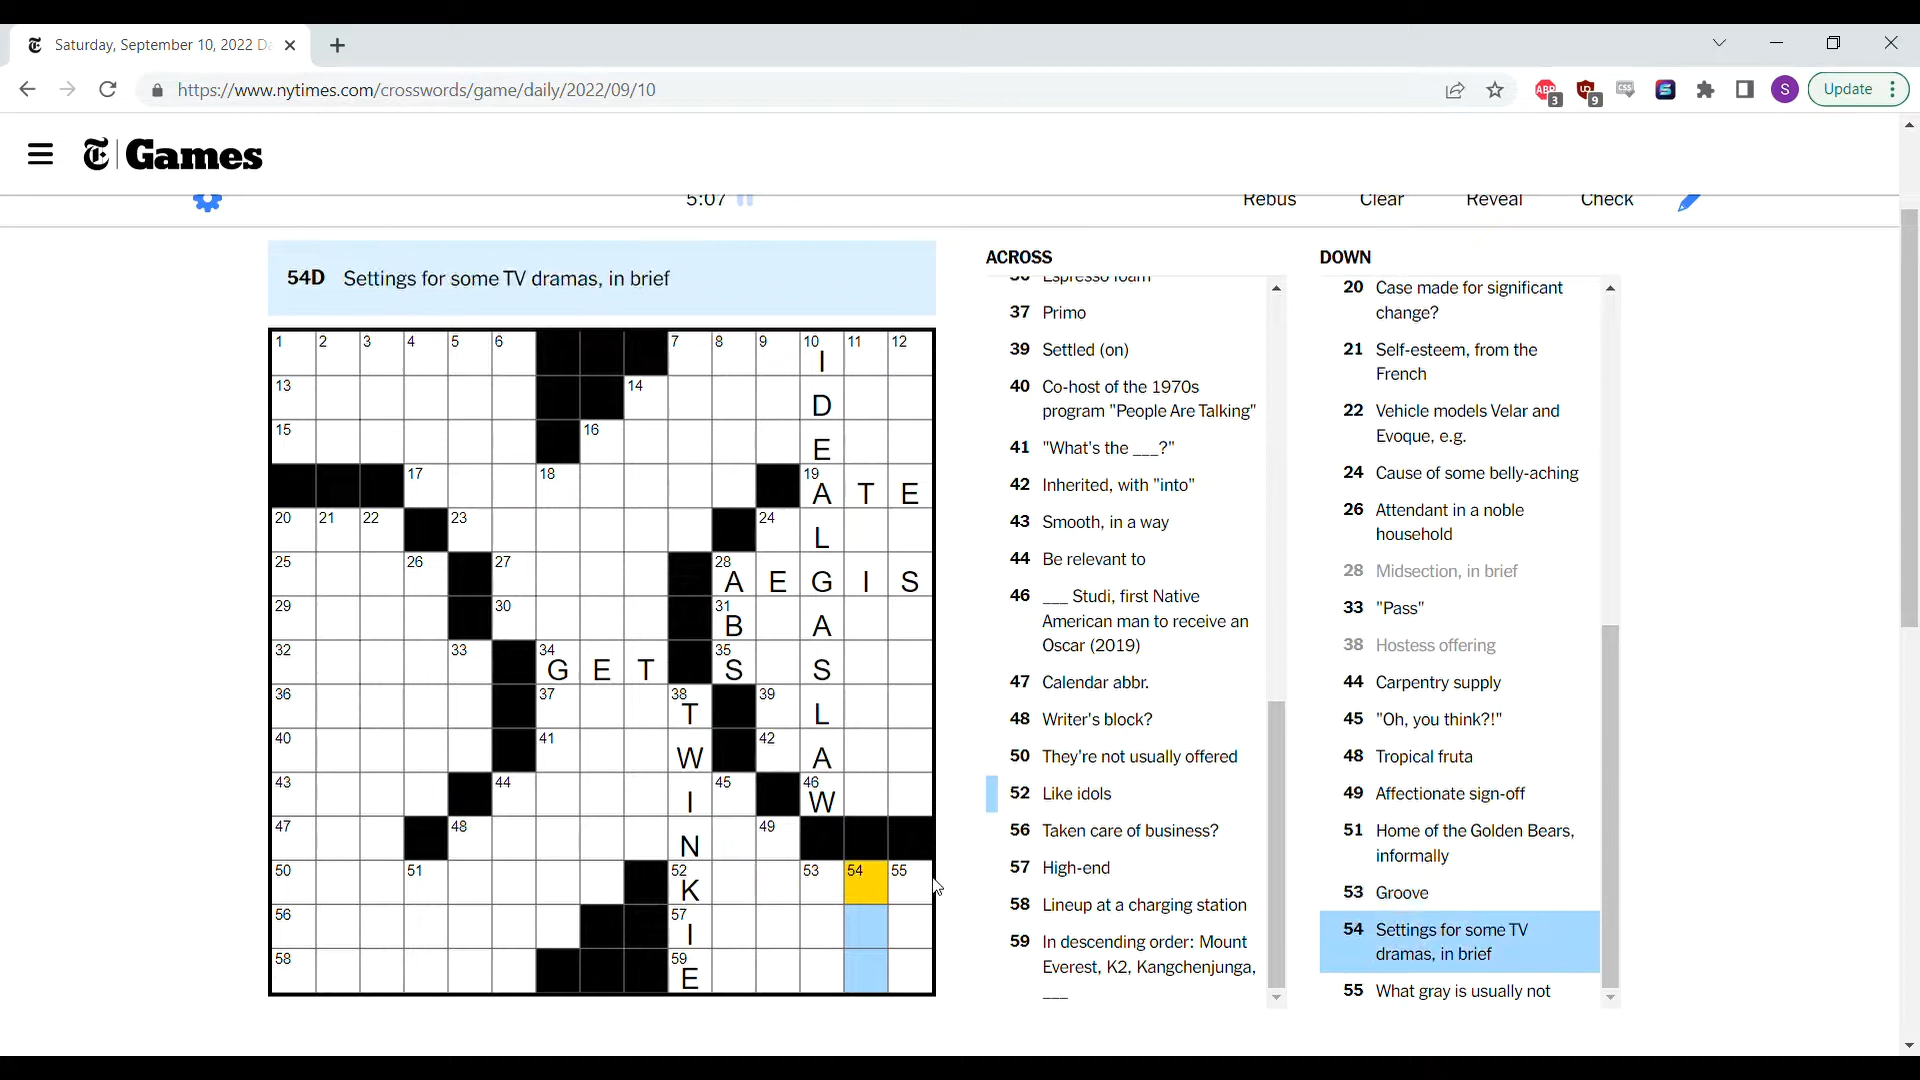 Saturday, September 10, 2022 Da
https://www.nytimes.com/crosswords/game/daily/2022/09/10
ABP 3
9
CSS
S
S
Update
T Games
5:07
Rebus Clear Reveal Check
54D Settings for some TV dramas, in brief
1 2 3 4 5 6 7 8 9 10 I 11 12
13 14 D
15 16 E
17 18 19 A T E
20 21 22 23 24 L
25 26 27 28 A E G I S
29 30 31 B A
32 33 34 G E T 35 S S
36 37 38 T 39 L
40 41 W 42 A
43 44 I 45 46 W
47 48 N 49
50 51 52 K 53 54 55
56 57 I
58 59 E
ACROSS
36 Espresso foam
37 Primo
39 Settled (on)
40 Co-host of the 1970s
program "People Are Talking"
41 "What's the ___?"
42 Inherited, with "into"
43 Smooth, in a way
44 Be relevant to
46 ___ Studi, first Native
American man to receive an
Oscar (2019)
47 Calendar abbr.
48 Writer's block?
50 They're not usually offered
52 Like idols
56 Taken care of business?
57 High-end
58 Lineup at a charging station
59 In descending order: Mount
Everest, K2, Kangchenjunga,
___
DOWN
20 Case made for significant
change?
21 Self-esteem, from the
French
22 Vehicle models Velar and
Evoque, e.g.
24 Cause of some belly-aching
26 Attendant in a noble
household
28 Midsection, in brief
33 "Pass"
38 Hostess offering
44 Carpentry supply
45 "Oh, you think?!"
48 Tropical fruta
49 Affectionate sign-off
51 Home of the Golden Bears,
informally
53 Groove
54 Settings for some TV
dramas, in brief
55 What gray is usually not